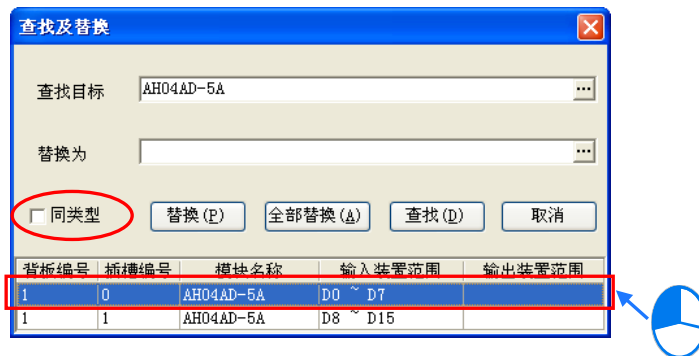 查找及替换
查找目标 AH04AD-5A ...
替换为 ...
同类型 替换(P) 全部替换(A) 查找(D) 取消
背板编号 插槽编号 模块名称 输入装置范围 输出装置范围
1 0 AH04AD-5A D0 ~ D7
1 1 AH04AD-5A D8 ~ D15